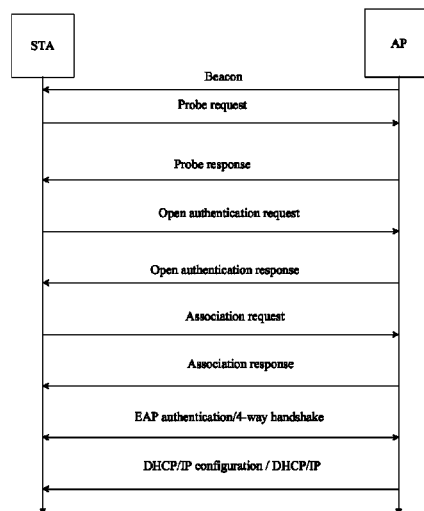 STA
AP
Beacon
Probe request
Probe response
Open authentication request
Open authentication response
Association request
Association response
EAP authentication/4-way handshake
DHCP/IP configuration / DHCP/IP